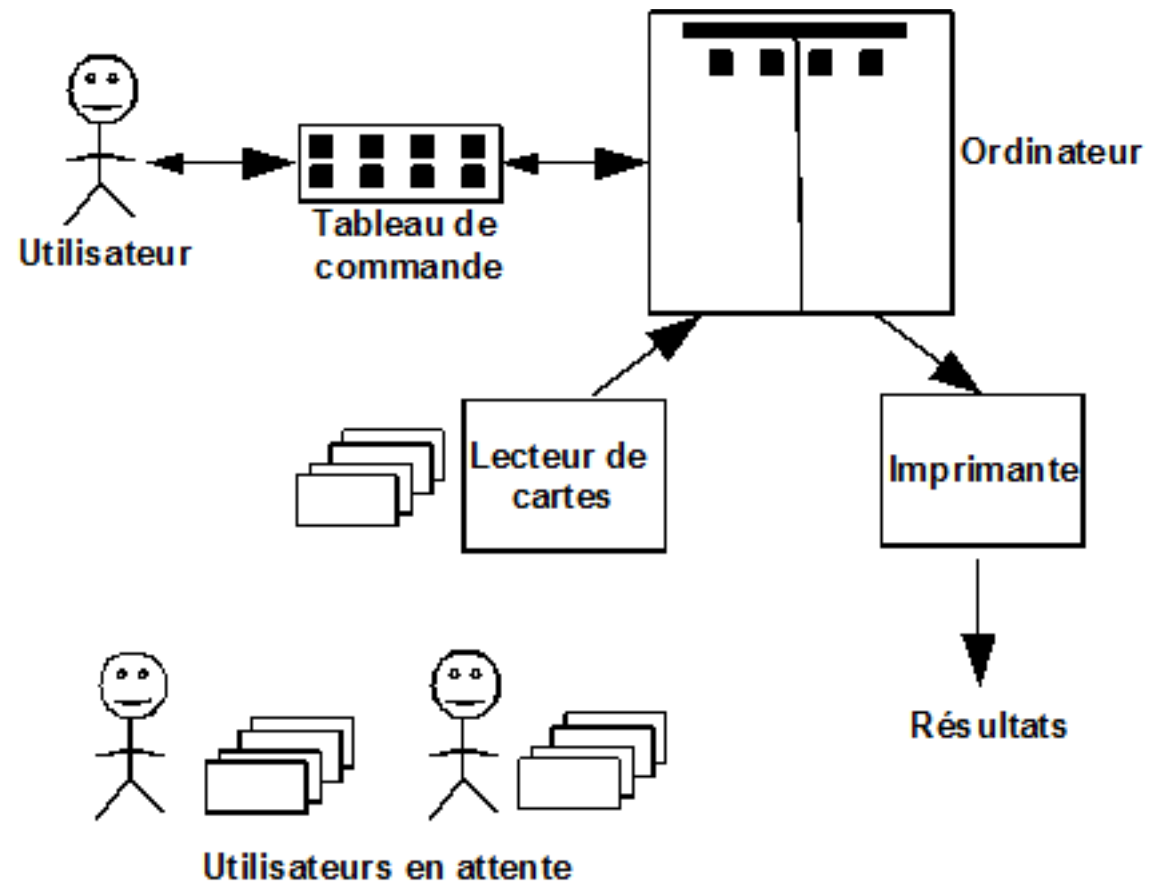 Ordinateur
Utilisateur
Tableau de
commande
Lecteur de
cartes
Imprimante
Résultats
Utilisateurs en attente